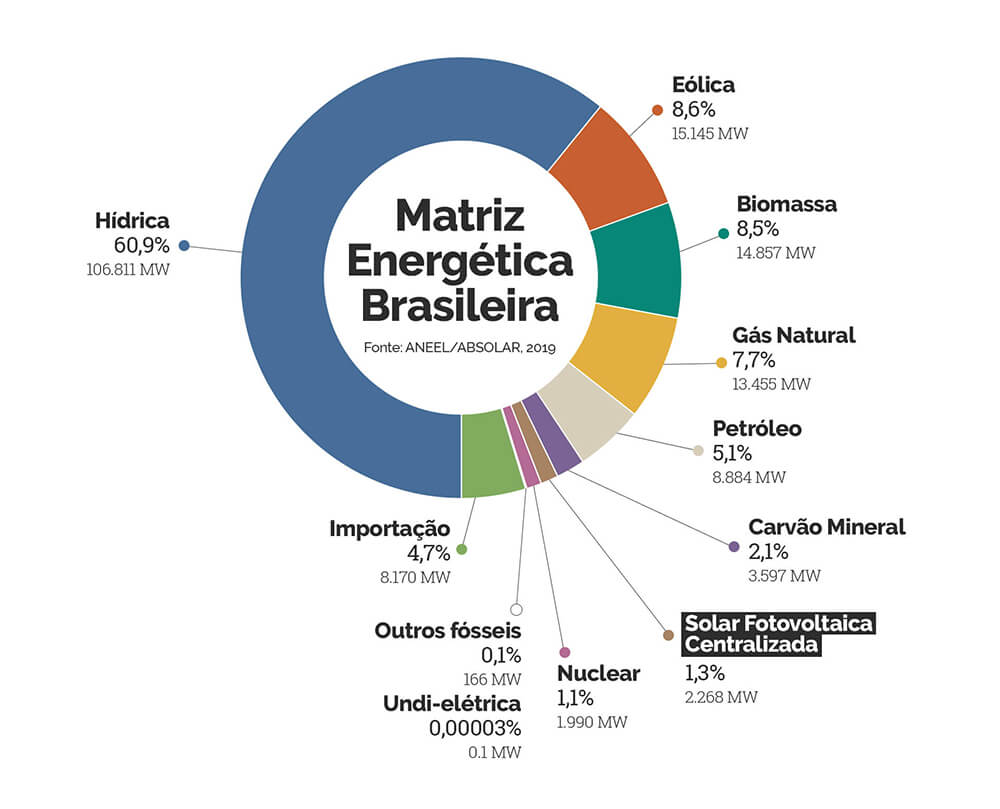 Matriz
Energética
Brasileira
Fonte: ANEEL/ABSOLAR, 2019
Hídrica
60,9%
106.811 MW
Eólica
8,6%
15.145 MW
Biomassa
8,5%
14.857 MW
Gás Natural
7,7%
13.455 MW
Petróleo
5,1%
8.884 MW
Carvão Mineral
2,1%
3.597 MW
Solar Fotovoltaica
Centralizada
1,3%
2.268 MW
Nuclear
1,1%
1.990 MW
Outros fósseis
0,1%
166 MW
Undi-elétrica
0,00003%
0.1 MW
Importação
4,7%
8.170 MW